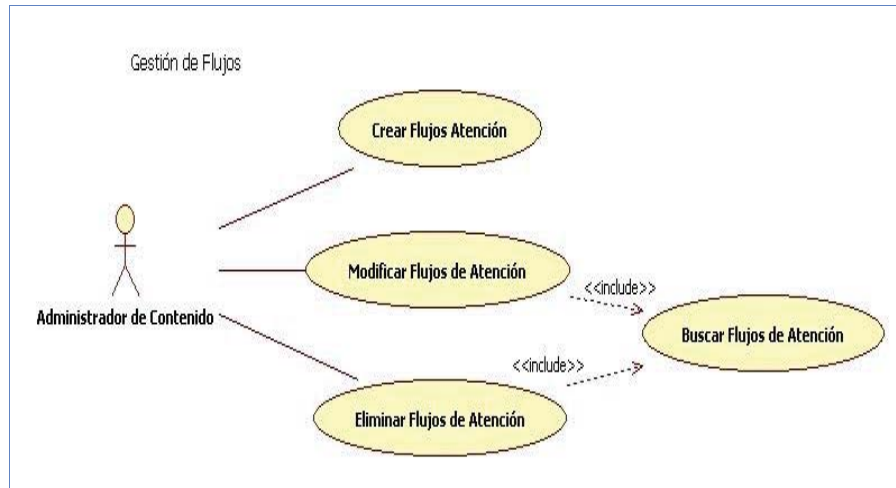 Gestión de Flujos
Crear Flujos Atención
Modificar Flujos de Atención
<<include>>
Administrador de Contenido
Buscar Flujos de Atención
<<include>>
Eliminar Flujos de Atención